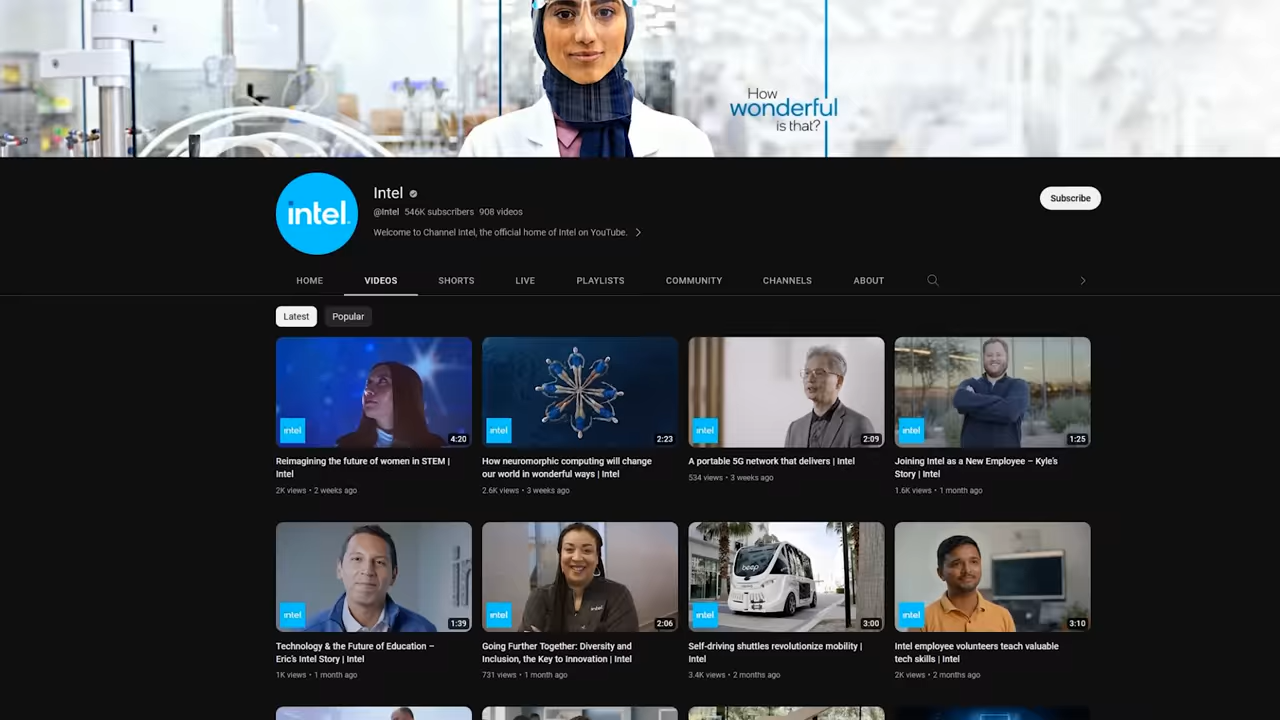 How
wonderful
is that?
intel.
Intel
@Intel 546K subscribers 908 videos
Welcome to Channel intel, the official home of Intel on YouTube.
Subscribe
HOME VIDEOS SHORTS LIVE PLAYLISTS COMMUNITY CHANNELS ABOUT
Latest Popular
intel 4:20
intel 2:23
intel 2:09
intel 1:25
Reimagining the future of women in STEM |
Intel
2K views • 2 weeks ago
How neuromorphic computing will change
our world in wonderful ways | Intel
2.6K views • 3 weeks ago
A portable 5G network that delivers | Intel
534 views • 3 weeks ago
Joining Intel as a New Employee – Kyle's
Story | Intel
1.6K views • 1 month ago
intel 1:39
intel intel 2:06
beep
intel 3:00
intel 3:10
Technology & the Future of Education –
Eric's Intel Story | Intel
1K views • 1 month ago
Going Further Together: Diversity and
Inclusion, the Key to Innovation | Intel
731 views • 1 month ago
Self-driving shuttles revolutionize mobility |
Intel
3.4K views • 2 months ago
Intel employee volunteers teach valuable
tech skills | Intel
2K views • 2 months ago